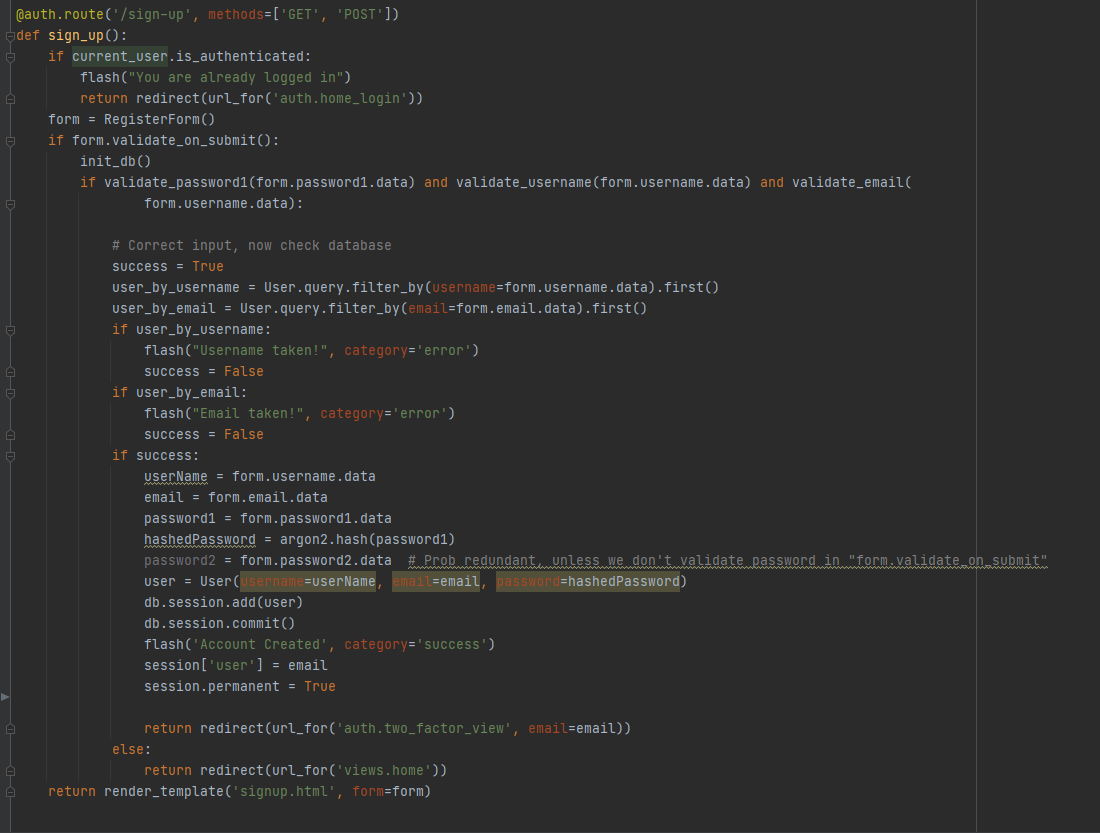 @auth.route('/sign-up', methods=['GET', 'POST'])
def sign_up():
    if current_user.is_authenticated:
        flash("You are already logged in")
        return redirect(url_for('auth.home_login'))
    form = RegisterForm()
    if form.validate_on_submit():
        init_db()
        if validate_password1(form.password1.data) and validate_username(form.username.data) and validate_email(
                form.username.data):
            # Correct input, now check database
            success = True
            user_by_username = User.query.filter_by(username=form.username.data).first()
            user_by_email = User.query.filter_by(email=form.email.data).first()
            if user_by_username:
                flash("Username taken!", category='error')
                success = False
            if user_by_email:
                flash("Email taken!", category='error')
                success = False
            if success:
                userName = form.username.data
                email = form.email.data
                password1 = form.password1.data
                hashedPassword = argon2.hash(password1)
                password2 = form.password2.data  # Prob redundant, unless we don't validate password in "form.validate_on_submit"
                user = User(username=userName, email=email, password=hashedPassword)
                db.session.add(user)
                db.session.commit()
                flash('Account Created', category='success')
                session['user'] = email
                session.permanent = True
                return redirect(url_for('auth.two_factor_view', email=email))
            else:
                return redirect(url_for('views.home'))
    return render_template('signup.html', form=form)